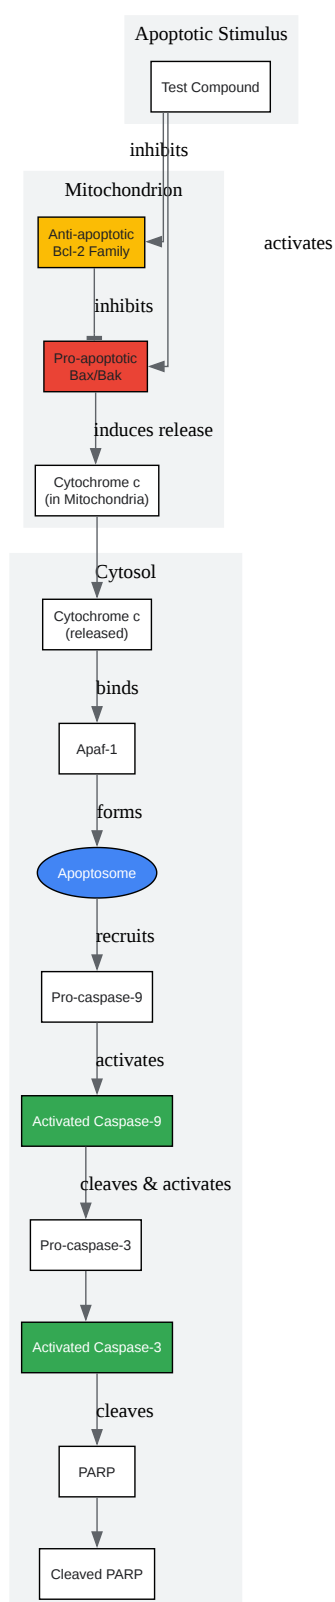 Apoptotic Stimulus
Test Compound
inhibits
Mitochondrion
Anti-apoptotic
Bcl-2 Family
activates
inhibits
Pro-apoptotic
Bax/Bak
induces release
Cytochrome c
(in Mitochondria)
Cytosol
Cytochrome c
(released)
binds
Apaf-1
forms
Apoptosome
recruits
Pro-caspase-9
activates
Activated Caspase-9
cleaves & activates
Pro-caspase-3
Activated Caspase-3
cleaves
PARP
Cleaved PARP